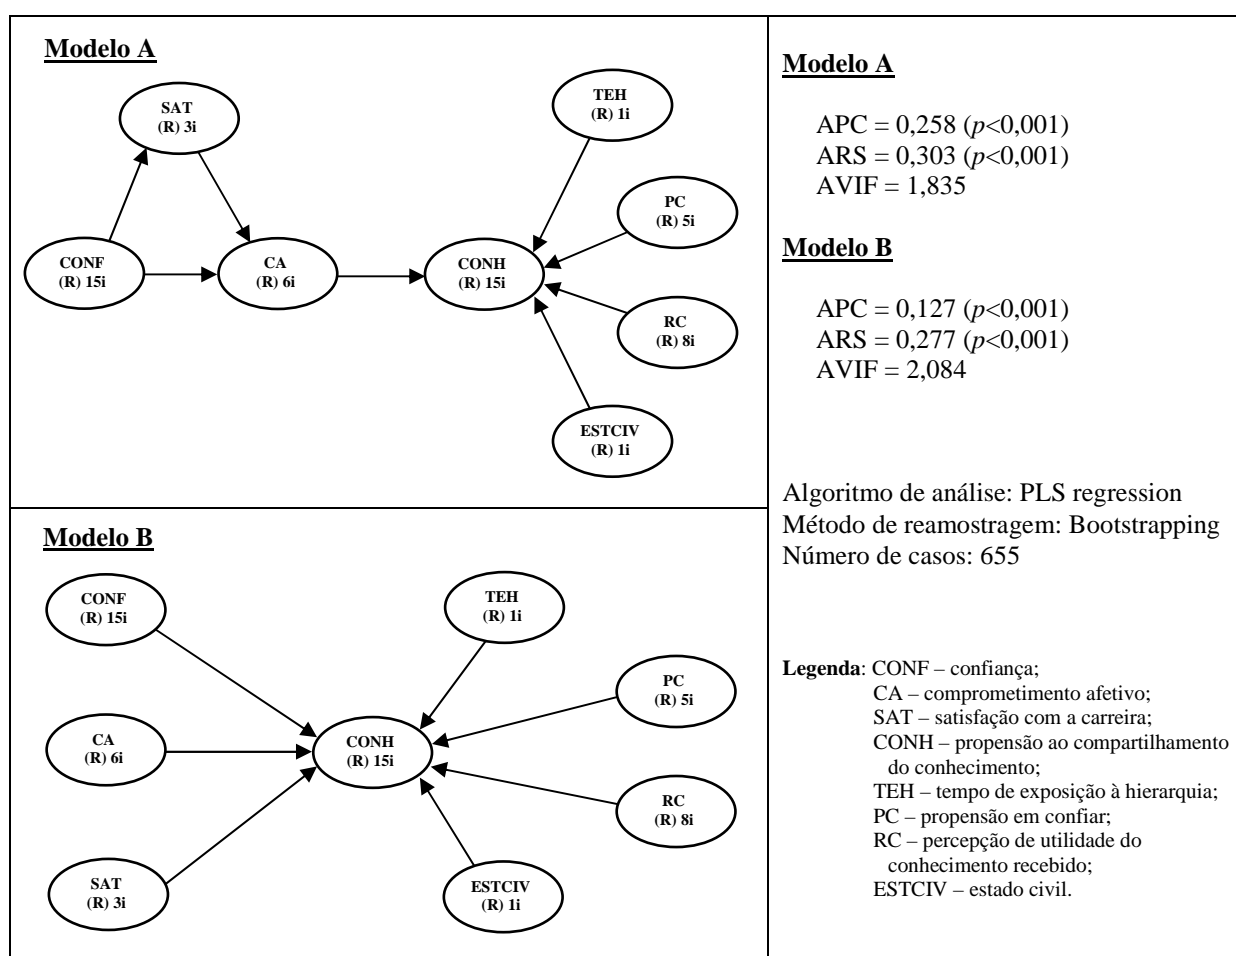 Modelo A
SAT
(R) 3i
TEH
(R) 1i
PC
(R) 5i
CONF
(R) 15i
CA
(R) 6i
CONH
(R) 15i
RC
(R) 8i
ESTCIV
(R) 1i
Modelo B
CONF
(R) 15i
TEH
(R) 1i
PC
(R) 5i
CA
(R) 6i
CONH
(R) 15i
RC
(R) 8i
SAT
(R) 3i
ESTCIV
(R) 1i
Modelo A
APC = 0,258 (p<0,001)
ARS = 0,303 (p<0,001)
AVIF = 1,835
Modelo B
APC = 0,127 (p<0,001)
ARS = 0,277 (p<0,001)
AVIF = 2,084
Algoritmo de análise: PLS regression
Método de reamostragem: Bootstrapping
Número de casos: 655
Legenda: CONF – confiança;
CA – comprometimento afetivo;
SAT – satisfação com a carreira;
CONH – propensão ao compartilhamento
do conhecimento;
TEH – tempo de exposição à hierarquia;
PC – propensão em confiar;
RC – percepção de utilidade do
conhecimento recebido;
ESTCIV – estado civil.